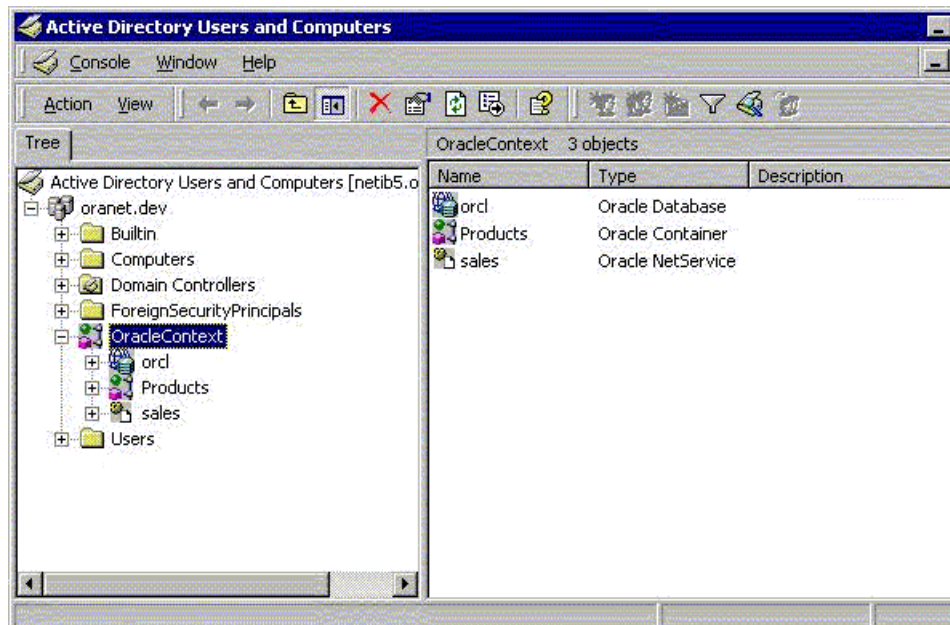 Active Directory Users and Computers
Console Window Help
Action View
Tree
OracleContext 3 objects
Active Directory Users and Computers [netib5.o
Name Type Description
oranet.dev
orcl Oracle Database
Builtin
Products Oracle Container
Computers
sales Oracle NetService
Domain Controllers
ForeignSecurityPrincipals
OracleContext
orcl
Products
sales
Users